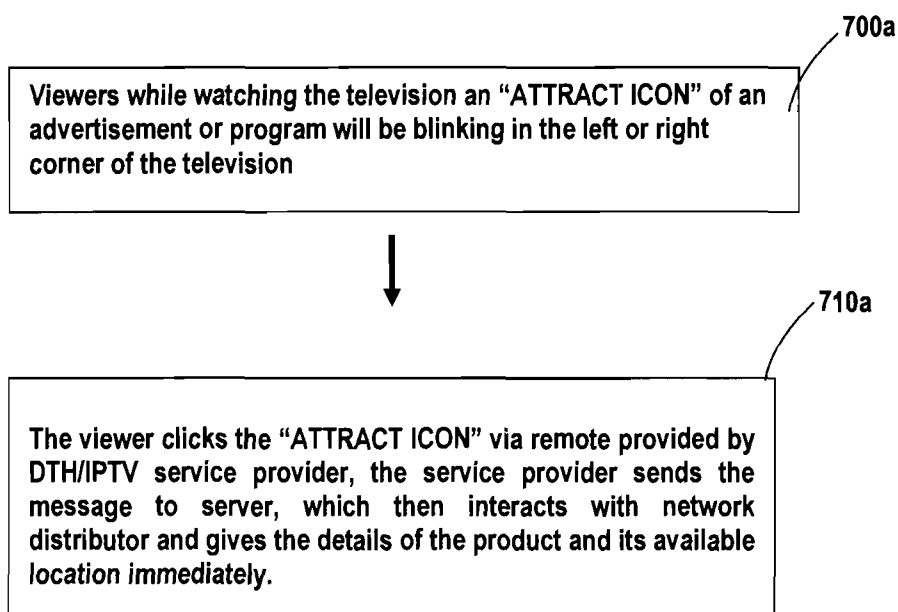 700a
Viewers while watching the television an “ATTRACT ICON” of an
advertisement or program will be blinking in the left or right
corner of the television
710a
The viewer clicks the “ATTRACT ICON” via remote provided by
DTH/IPTV service provider, the service provider sends the
message to server, which then interacts with network
distributor and gives the details of the product and its available
location immediately.